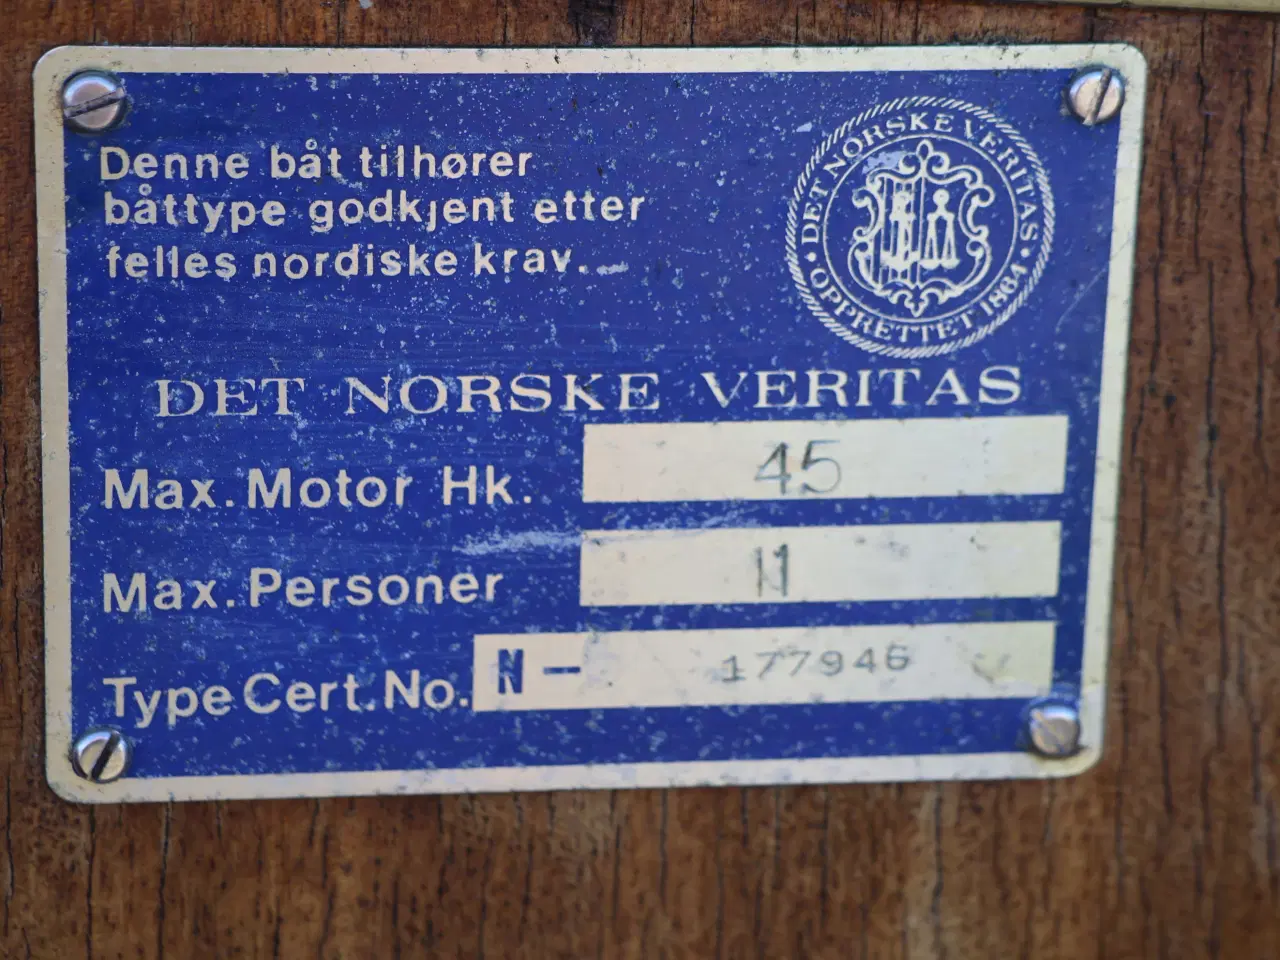 Denne båt tilhører
båttype godkjent etter
felles nordiske krav.
DET NORSKE VERITAS · OPPRETTET 1864 ·
DET NORSKE VERITAS
Max. Motor Hk. 45
Max. Personer 11
Type Cert. No. N- 177946